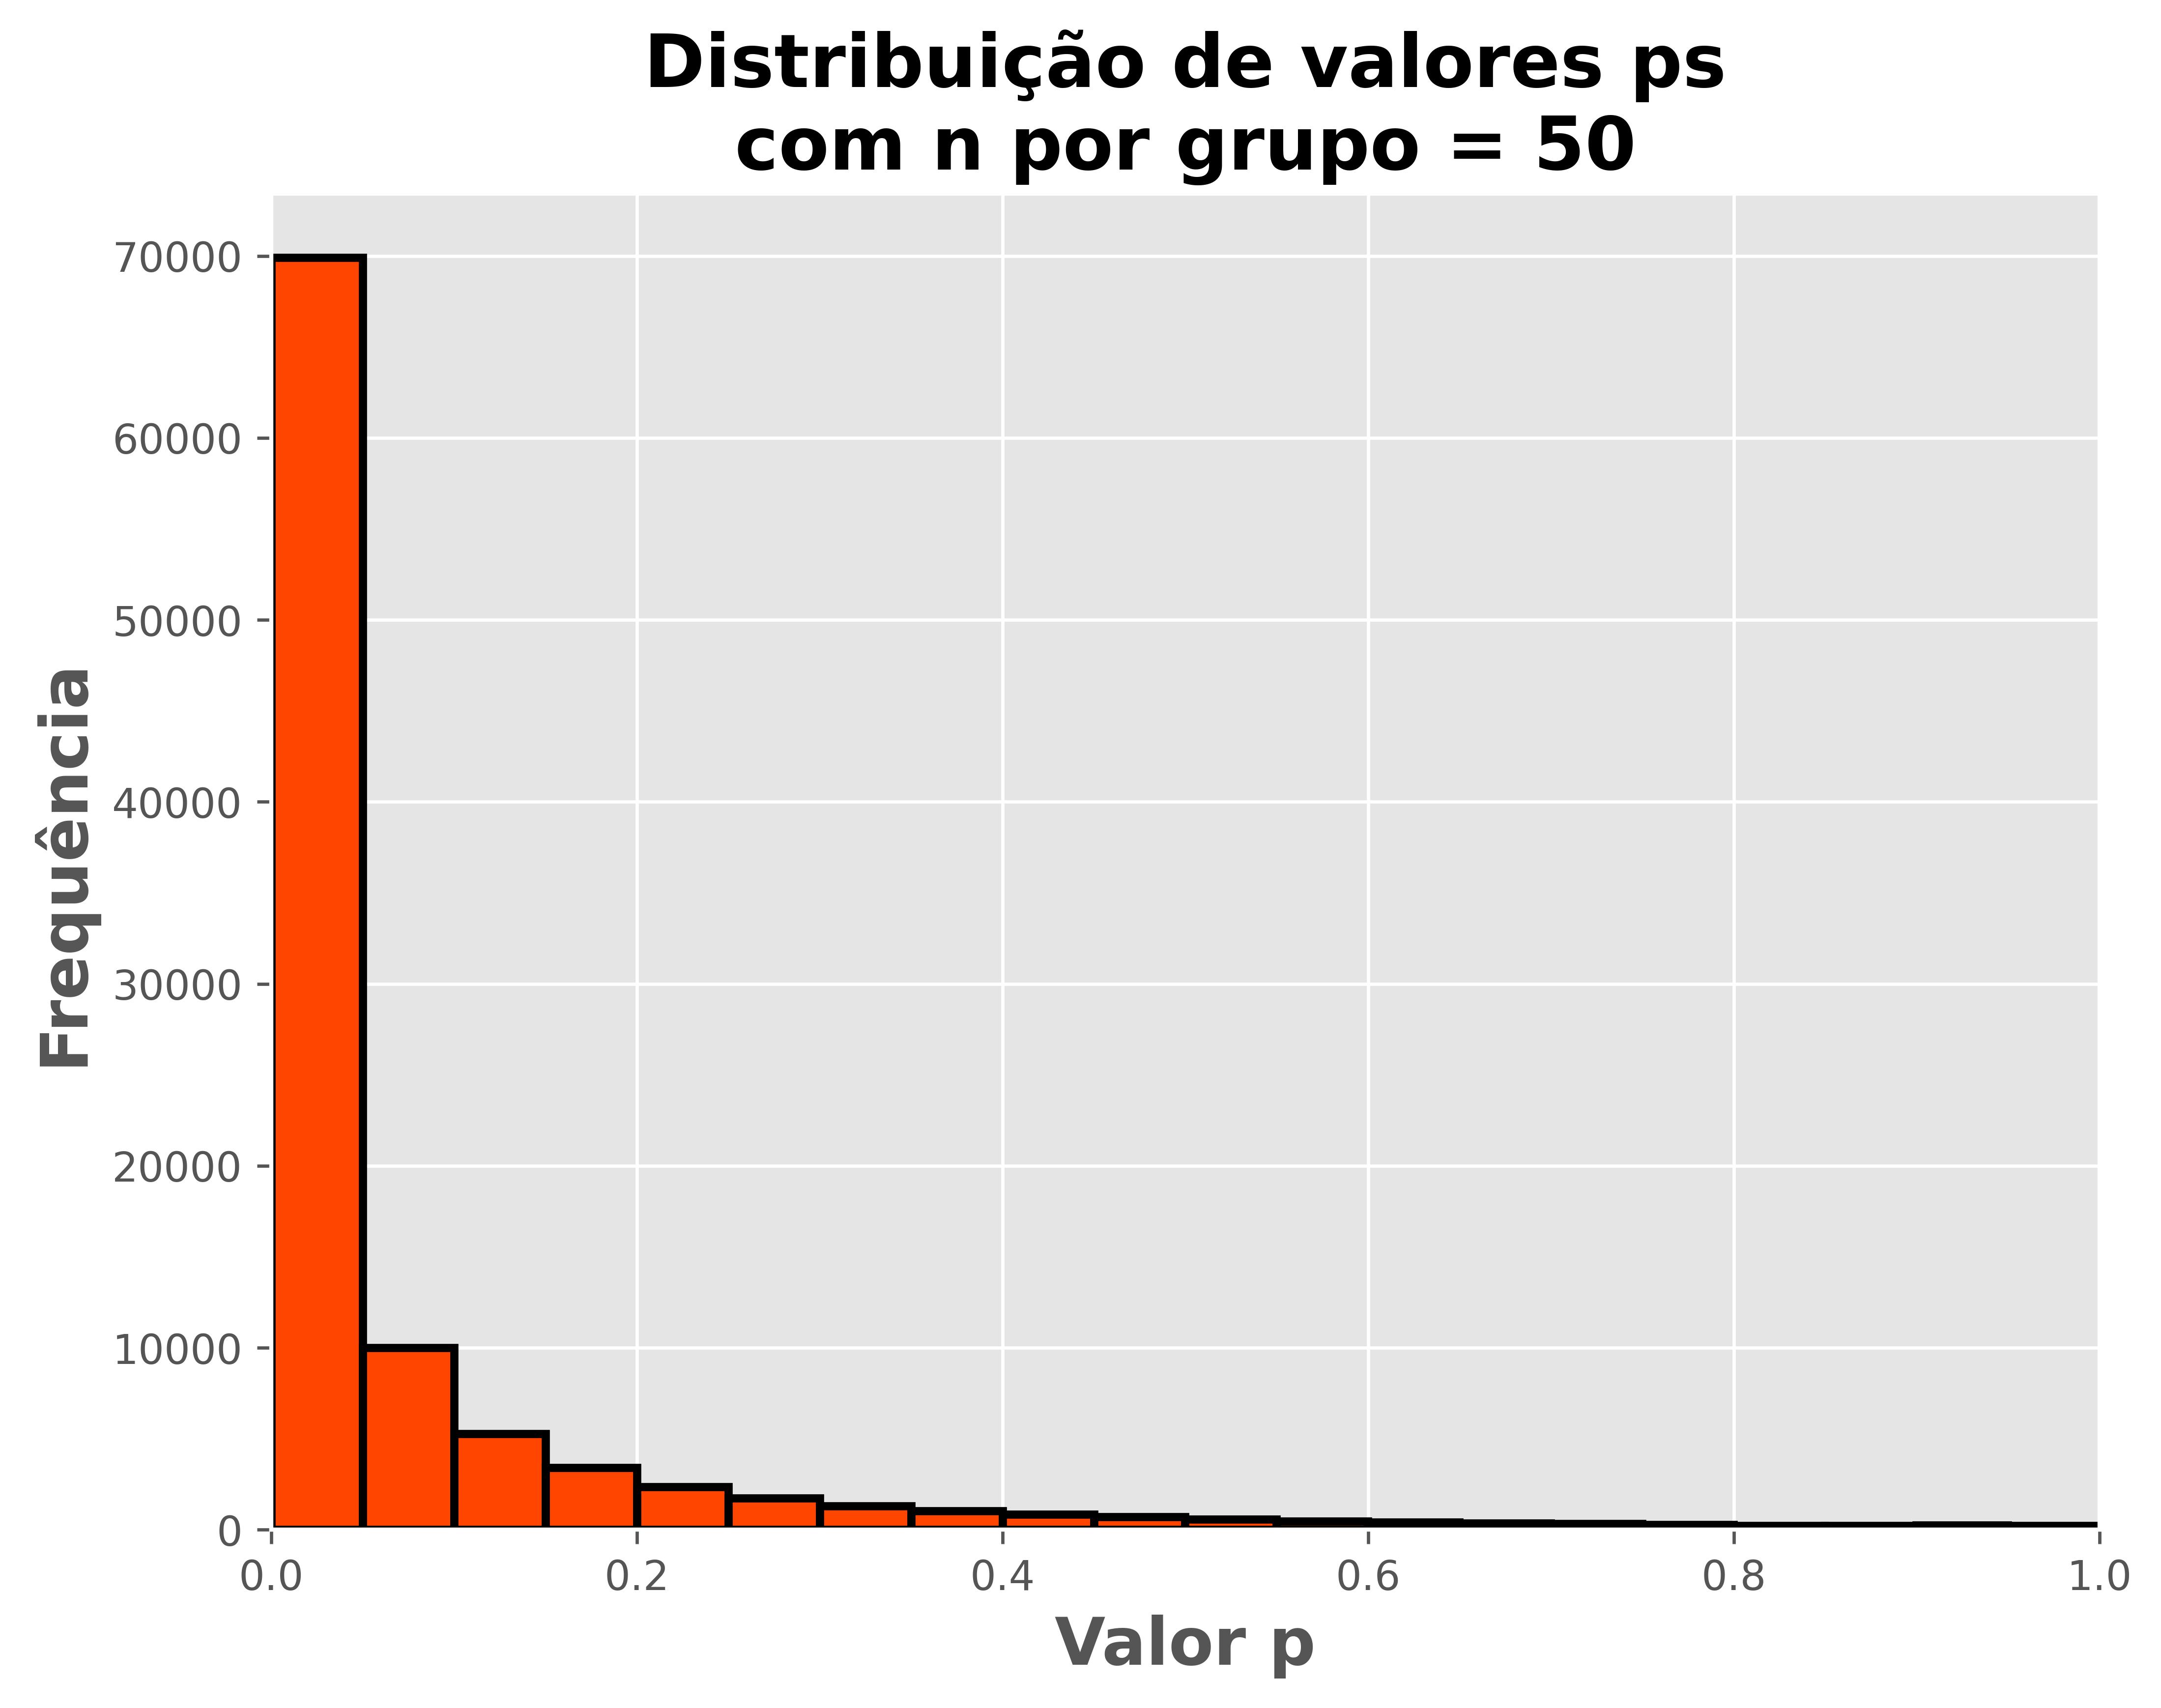 Distribuição de valores ps
com n por grupo = 50
Frequência
70000
60000
50000
40000
30000
20000
10000
0
0.0 0.2 0.4 0.6 0.8 1.0
Valor p